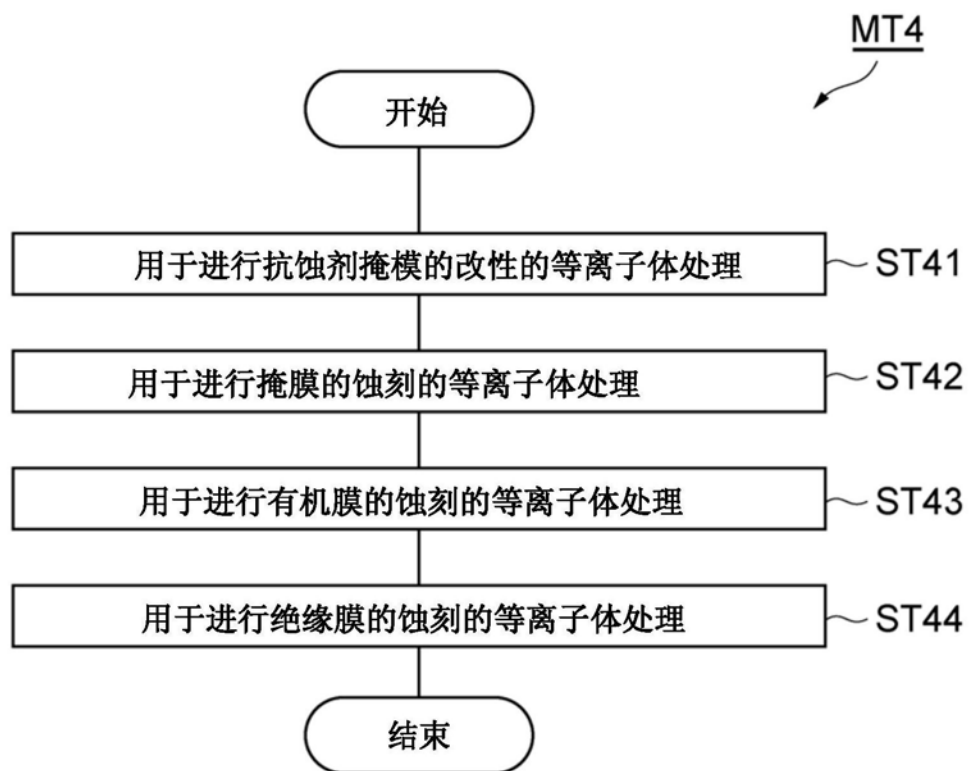 MT4
开始
用于进行抗蚀剂掩模的改性的等离子体处理 ST41
用于进行掩膜的蚀刻的等离子体处理 ST42
用于进行有机膜的蚀刻的等离子体处理 ST43
用于进行绝缘膜的蚀刻的等离子体处理 ST44
结束